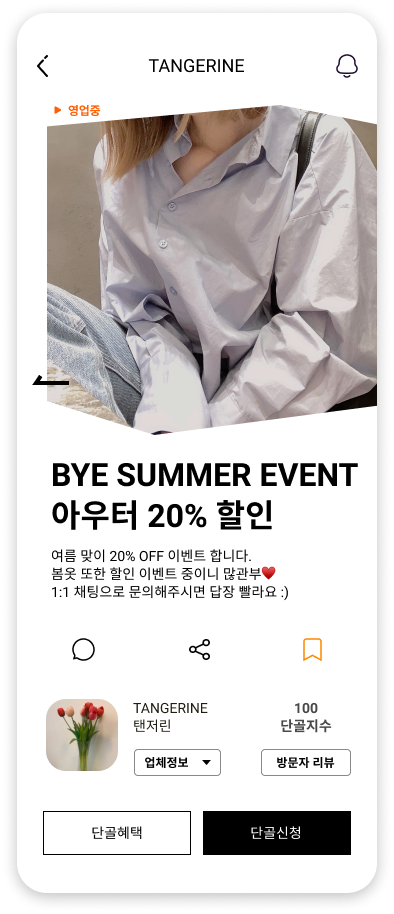 TANGERINE
영업중
BYE SUMMER EVENT
아우터 20% 할인
여름 맞이 20% OFF 이벤트 합니다.
봄옷 또한 할인 이벤트 중이니 많관부♥️
1:1 채팅으로 문의해주시면 답장 빨라요 :)
TANGERINE
탠저린
100
단골지수
업체정보
방문자 리뷰
단골혜택
단골신청